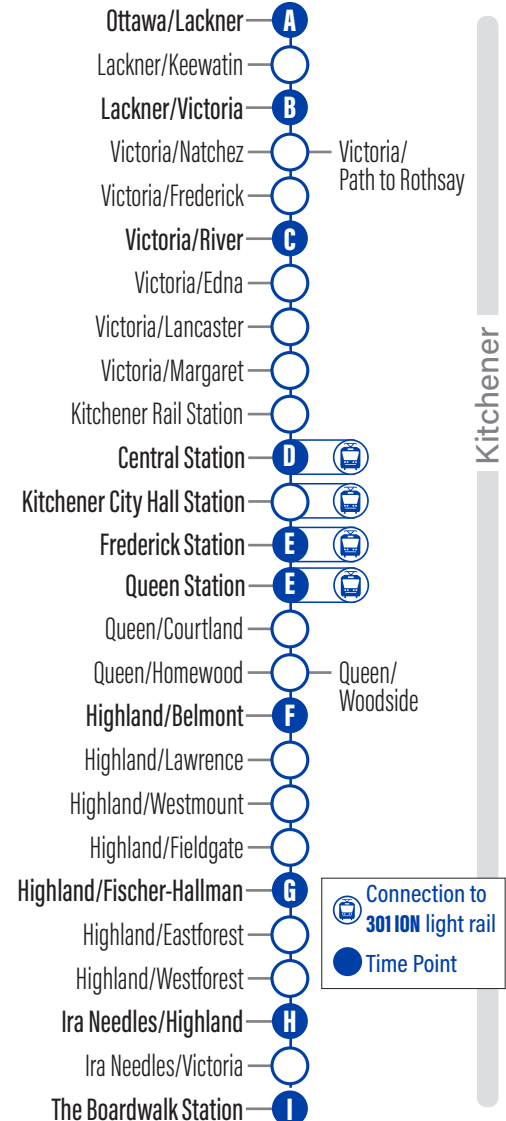 Ottawa/Lackner A
Lackner/Keewatin
Lackner/Victoria B
Victoria/Natchez
Victoria/
Path to Rothsay
Victoria/Frederick
Victoria/River C
Victoria/Edna
Victoria/Lancaster
Victoria/Margaret
Kitchener Rail Station
Central Station D
Kitchener City Hall Station
Frederick Station E
Queen Station E
Queen/Courtland
Queen/Homewood
Queen/
Woodside
Highland/Belmont F
Highland/Lawrence
Highland/Westmount
Highland/Fieldgate
Highland/Fischer-Hallman G
Highland/Eastforest
Highland/Westforest
Ira Needles/Highland H
Ira Needles/Victoria
The Boardwalk Station I
Kitchener
Connection to
301 ION light rail
Time Point